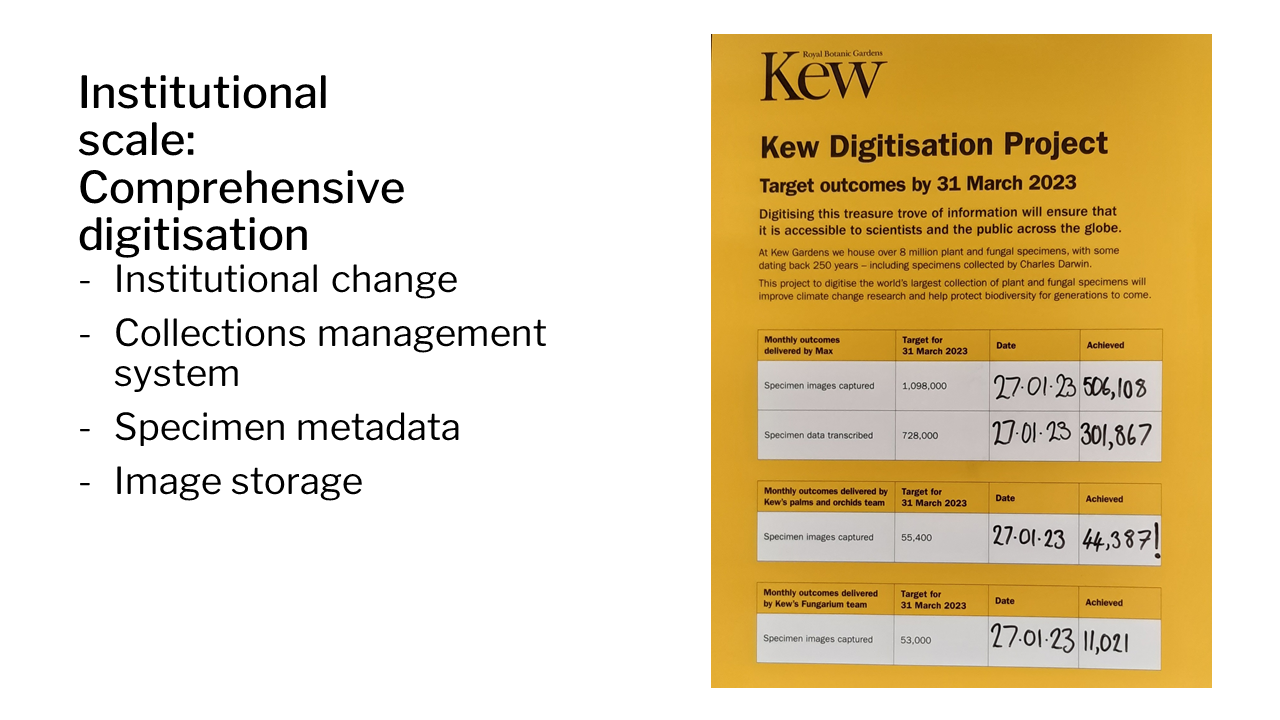 Institutional
scale:
Comprehensive
digitisation
- Institutional change
- Collections management
system
- Specimen metadata
- Image storage
Royal Botanic Gardens
Kew
Kew Digitisation Project
Target outcomes by 31 March 2023
Digitising this treasure trove of information will ensure that
it is accessible to scientists and the public across the globe.
At Kew Gardens we house over 8 million plant and fungal specimens, with some
dating back 250 years – including specimens collected by Charles Darwin.
This project to digitise the world's largest collection of plant and fungal specimens will
improve climate change research and help protect biodiversity for generations to come.
Monthly outcomes
delivered by Max
Target for
31 March 2023
Date
Achieved
Specimen images captured
1,098,000
27·01·23
506,108
Specimen data transcribed
728,000
27·01·23
301,867
Monthly outcomes delivered by
Kew's palms and orchids team
Target for
31 March 2023
Date
Achieved
Specimen images captured
55,400
27·01·23
44,387!
Monthly outcomes delivered
by Kew's Fungarium team
Target for
31 March 2023
Date
Achieved
Specimen images captured
53,000
27·01·23
11,021